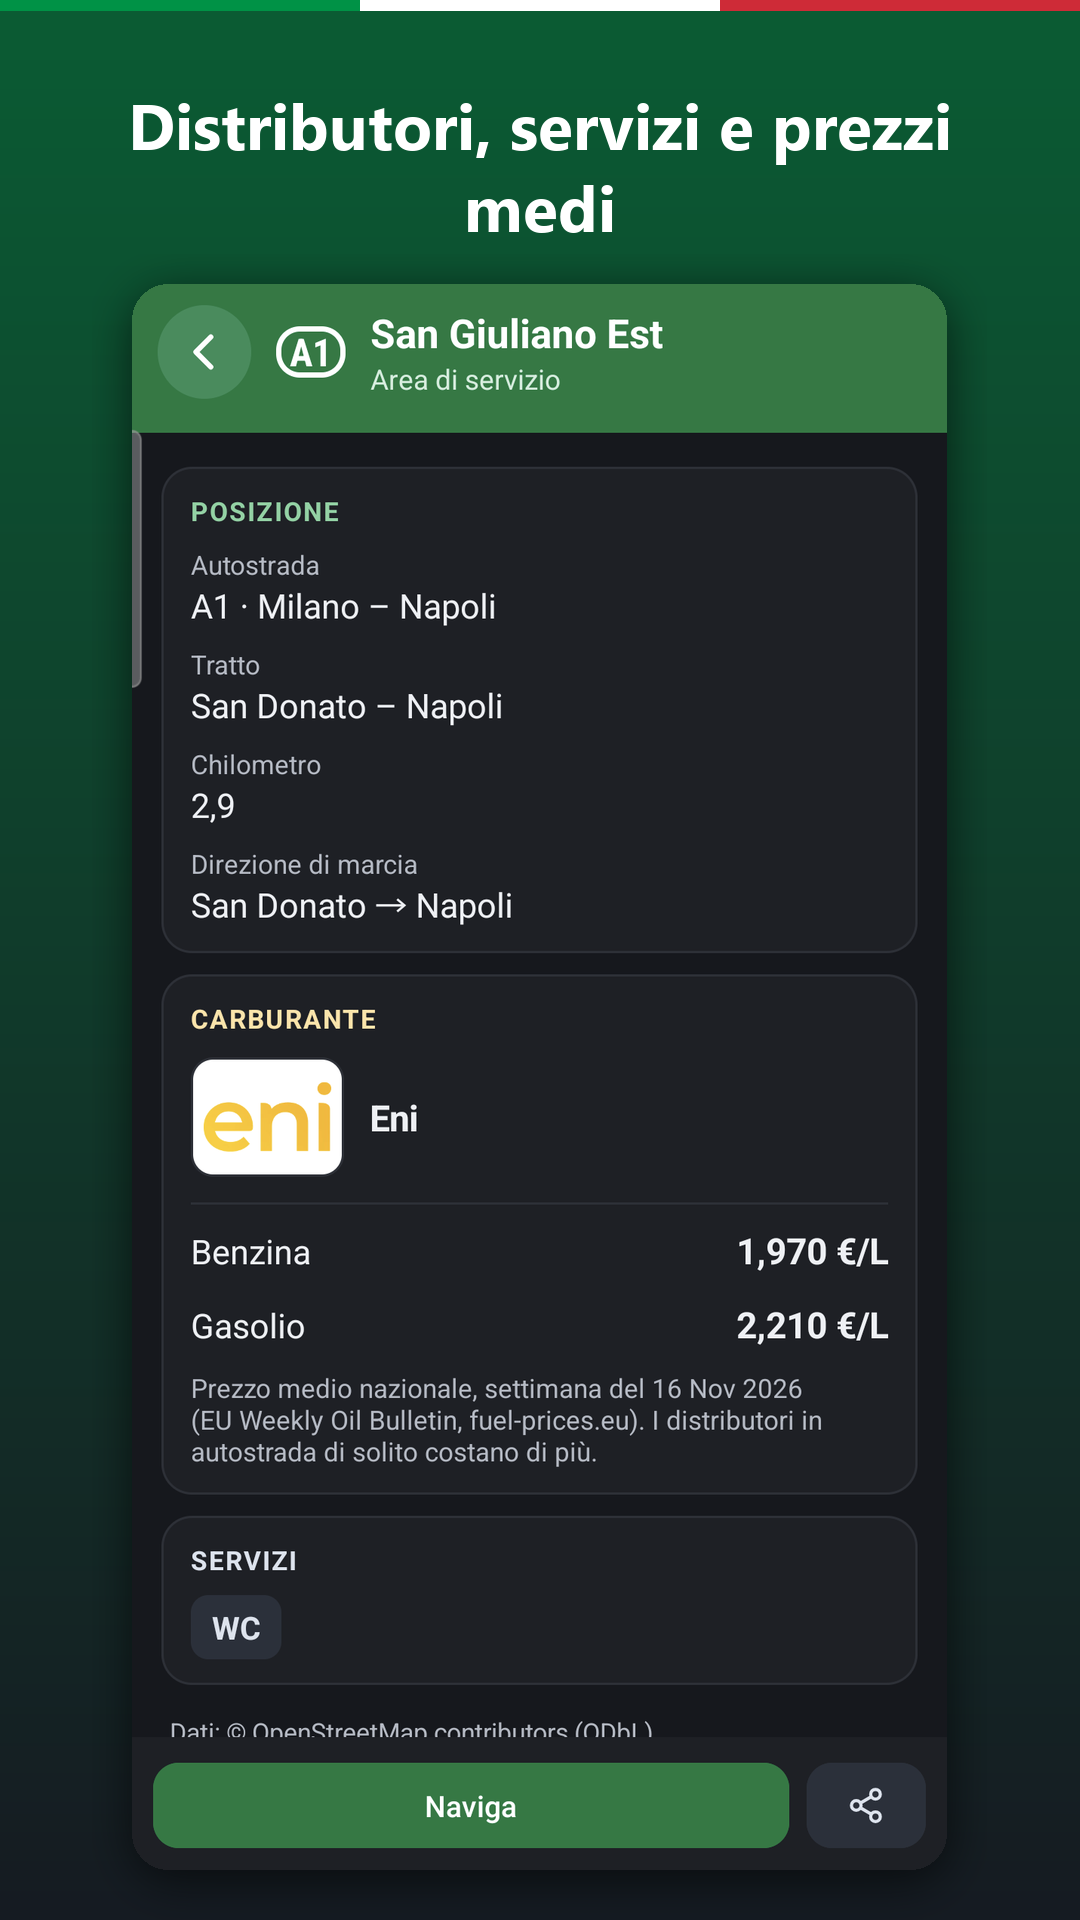 Distributori, servizi e prezzi
medi
A1
San Giuliano Est
Area di servizio
POSIZIONE
Autostrada
A1 · Milano – Napoli
Tratto
San Donato – Napoli
Chilometro
2,9
Direzione di marcia
San Donato → Napoli
CARBURANTE
eni
Eni
Benzina 1,970 €/L
Gasolio 2,210 €/L
Prezzo medio nazionale, settimana del 16 Nov 2026
(EU Weekly Oil Bulletin, fuel-prices.eu). I distributori in
autostrada di solito costano di più.
SERVIZI
WC
Dati: © OpenStreetMap contributors (ODbL)
Naviga